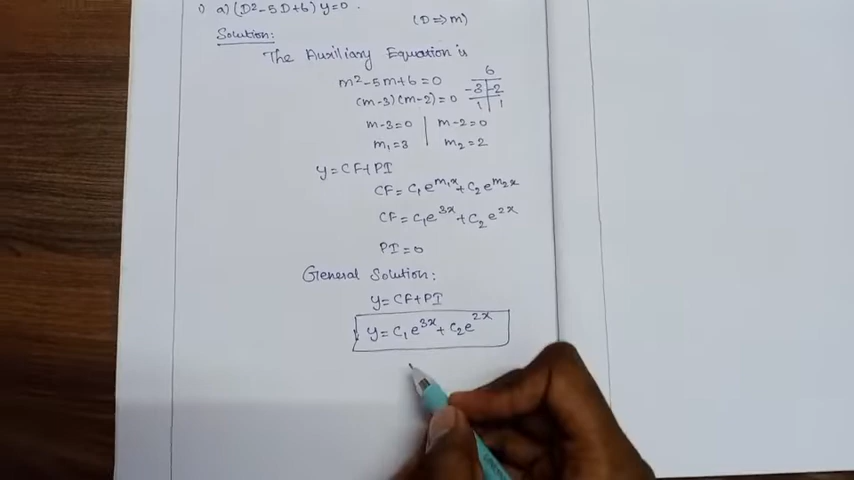 1) a) (D²-5D+6) y=0.
(D⇒m)
Solution:
The Auxiliary Equation is
m²-5m+6=0
(m-3)(m-2)=0
6
-3 | -2
1 | 1
m-3=0 | m-2=0
m₁=3 | m₂=2
y=CF+PI
CF=C₁e^m₁x+C₂e^m₂x
CF=C₁e^3x+C₂e^2x
PI=0
General Solution:
y=CF+PI
y=C₁e^3x+C₂e^2x